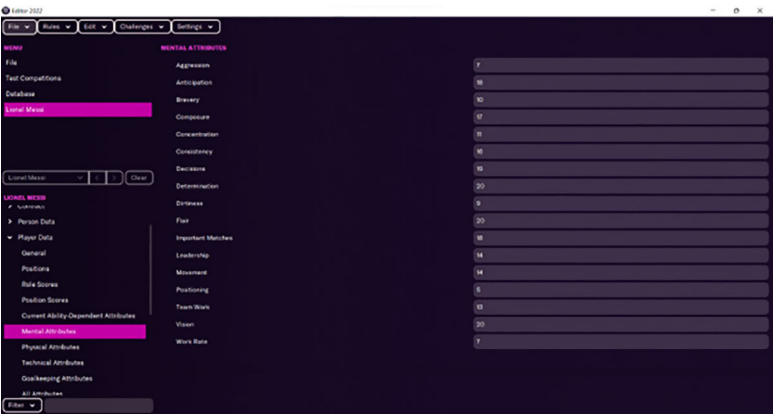 Editor 2022
File Rules Edit Challenges Settings
MENU
File
Test Competitions
Database
Lionel Messi
Lionel Messi < > Clear
LIONEL MESSI
Contract
Person Data
Player Data
General
Positions
Role Scores
Position Scores
Current Ability-Dependent Attributes
Mental Attributes
Physical Attributes
Technical Attributes
Goalkeeping Attributes
All Attributes
Filter
MENTAL ATTRIBUTES
Aggression 7
Anticipation 18
Bravery 10
Composure 17
Concentration 11
Consistency 16
Decisions 19
Determination 20
Dirtiness 9
Flair 20
Important Matches 18
Leadership 14
Movement 14
Positioning 5
Team Work 13
Vision 20
Work Rate 7